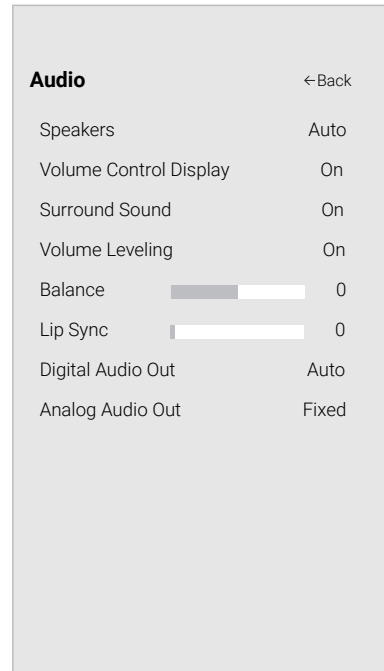 Audio ←Back
Speakers Auto
Volume Control Display On
Surround Sound On
Volume Leveling On
Balance 0
Lip Sync 0
Digital Audio Out Auto
Analog Audio Out Fixed